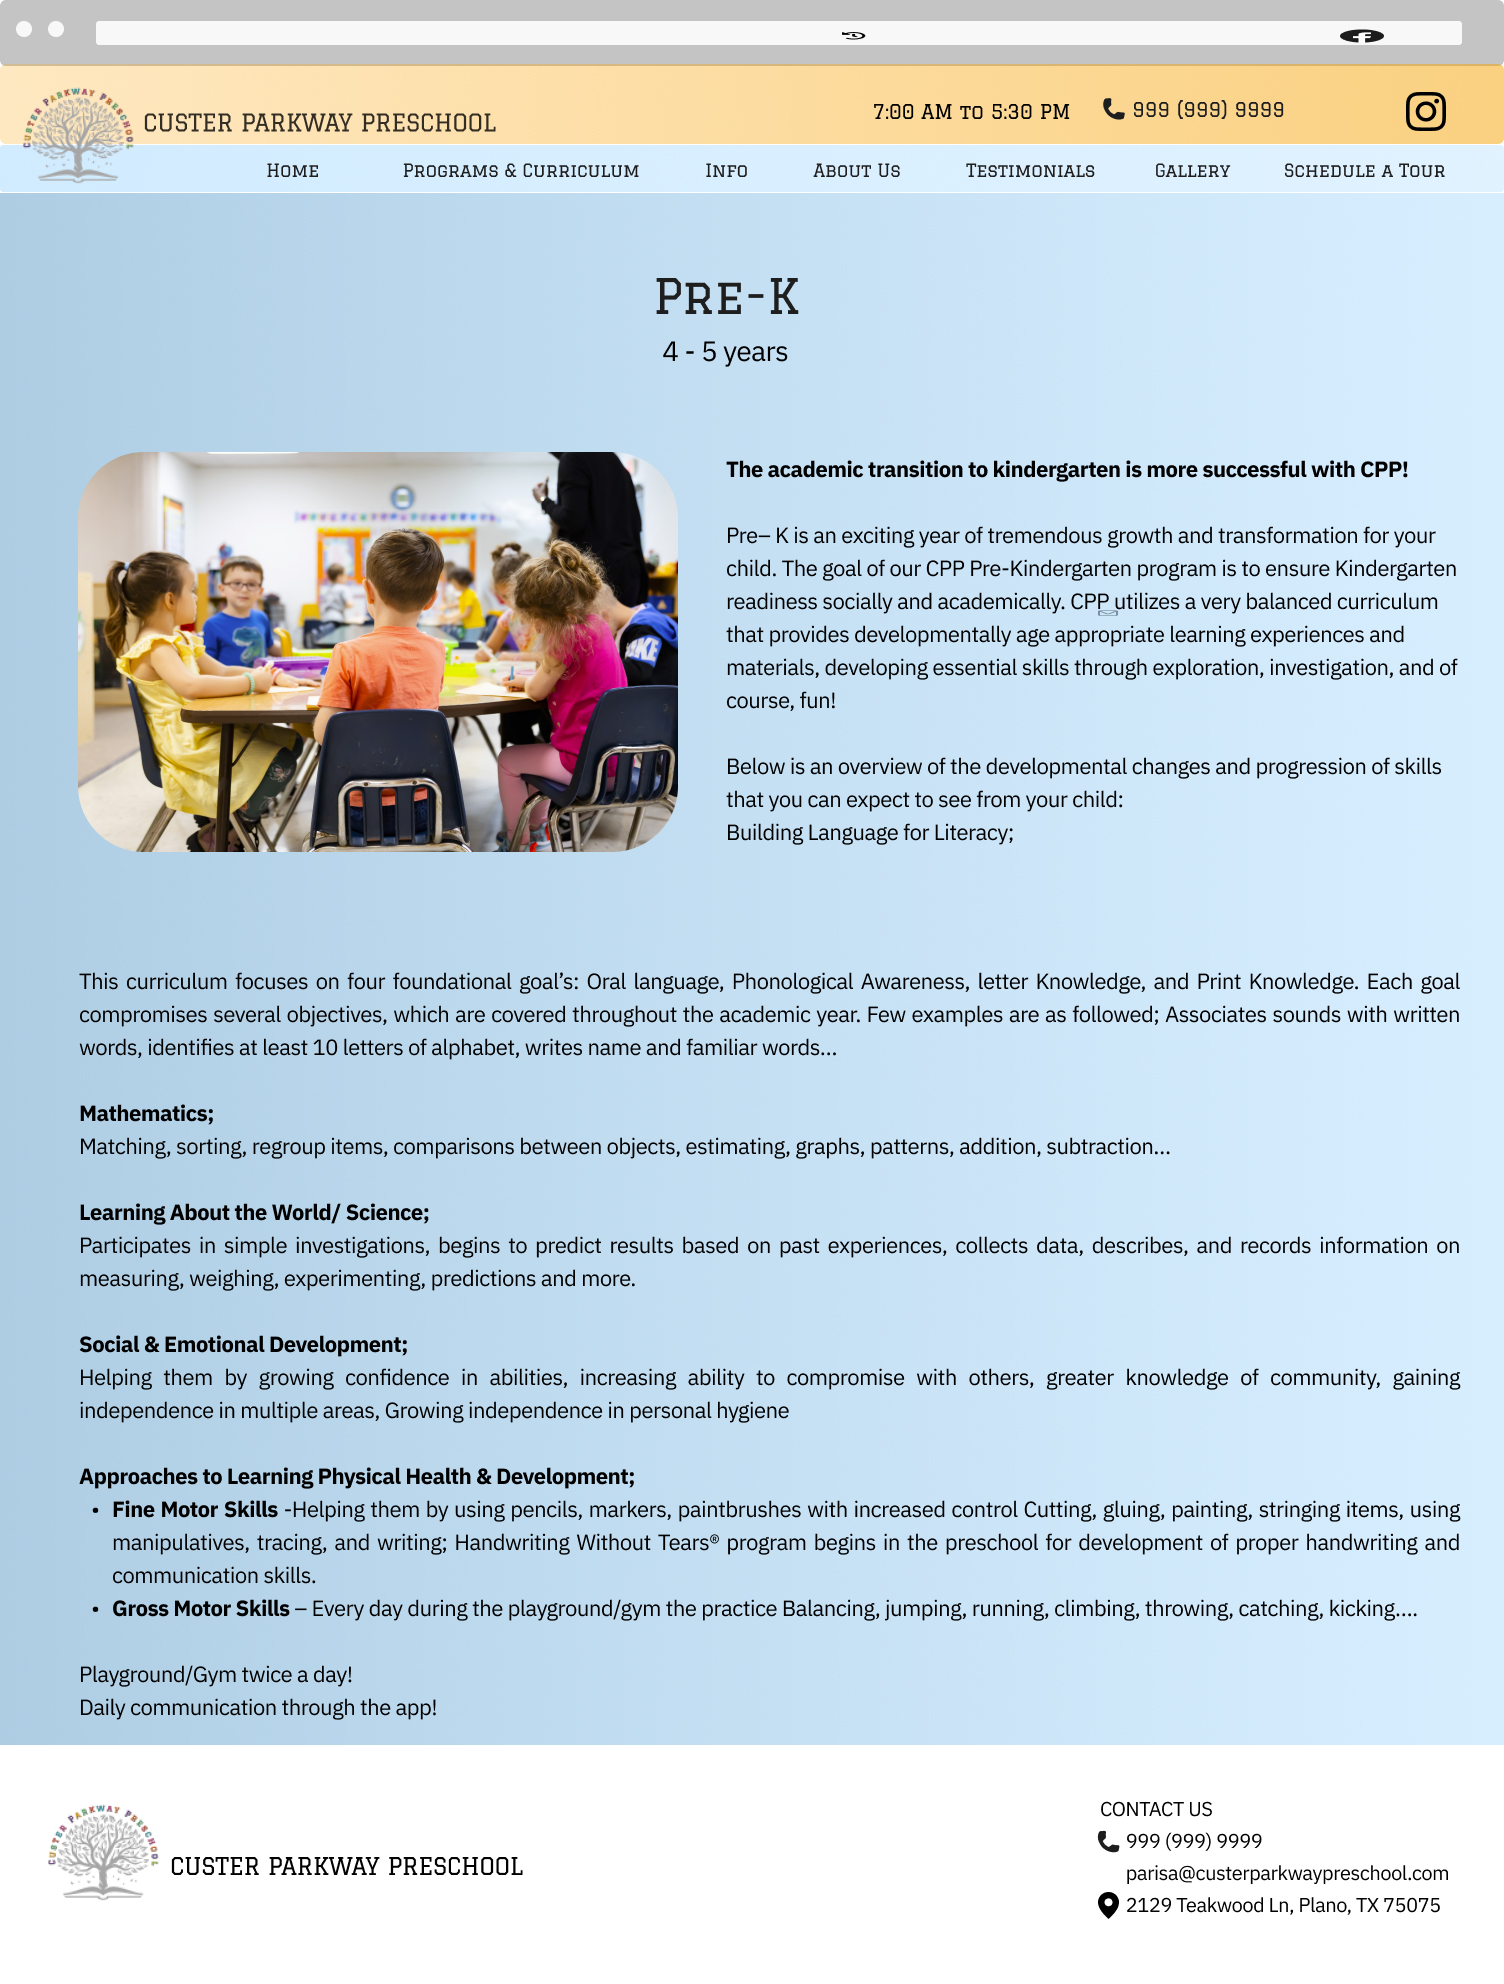 CUSTER PARKWAY PRESCHOOL
CUSTER PARKWAY PRESCHOOL
7:00 AM to 5:30 PM
999 (999) 9999
Home
Programs & Curriculum
Info
About Us
Testimonials
Gallery
Schedule a Tour
Pre-K
4 - 5 years
The academic transition to kindergarten is more successful with CPP!
Pre– K is an exciting year of tremendous growth and transformation for your
child. The goal of our CPP Pre-Kindergarten program is to ensure Kindergarten
readiness socially and academically. CPP utilizes a very balanced curriculum
that provides developmentally age appropriate learning experiences and
materials, developing essential skills through exploration, investigation, and of
course, fun!
Below is an overview of the developmental changes and progression of skills
that you can expect to see from your child:
Building Language for Literacy;
This curriculum focuses on four foundational goal’s: Oral language, Phonological Awareness, letter Knowledge, and Print Knowledge. Each goal
compromises several objectives, which are covered throughout the academic year. Few examples are as followed; Associates sounds with written
words, identifies at least 10 letters of alphabet, writes name and familiar words…
Mathematics;
Matching, sorting, regroup items, comparisons between objects, estimating, graphs, patterns, addition, subtraction…
Learning About the World/ Science;
Participates in simple investigations, begins to predict results based on past experiences, collects data, describes, and records information on
measuring, weighing, experimenting, predictions and more.
Social & Emotional Development;
Helping them by growing confidence in abilities, increasing ability to compromise with others, greater knowledge of community, gaining
independence in multiple areas, Growing independence in personal hygiene
Approaches to Learning Physical Health & Development;
• Fine Motor Skills -Helping them by using pencils, markers, paintbrushes with increased control Cutting, gluing, painting, stringing items, using
manipulatives, tracing, and writing; Handwriting Without Tears® program begins in the preschool for development of proper handwriting and
communication skills.
• Gross Motor Skills – Every day during the playground/gym the practice Balancing, jumping, running, climbing, throwing, catching, kicking….
Playground/Gym twice a day!
Daily communication through the app!
CUSTER PARKWAY PRESCHOOL
CUSTER PARKWAY PRESCHOOL
CONTACT US
999 (999) 9999
parisa@custerparkwaypreschool.com
2129 Teakwood Ln, Plano, TX 75075